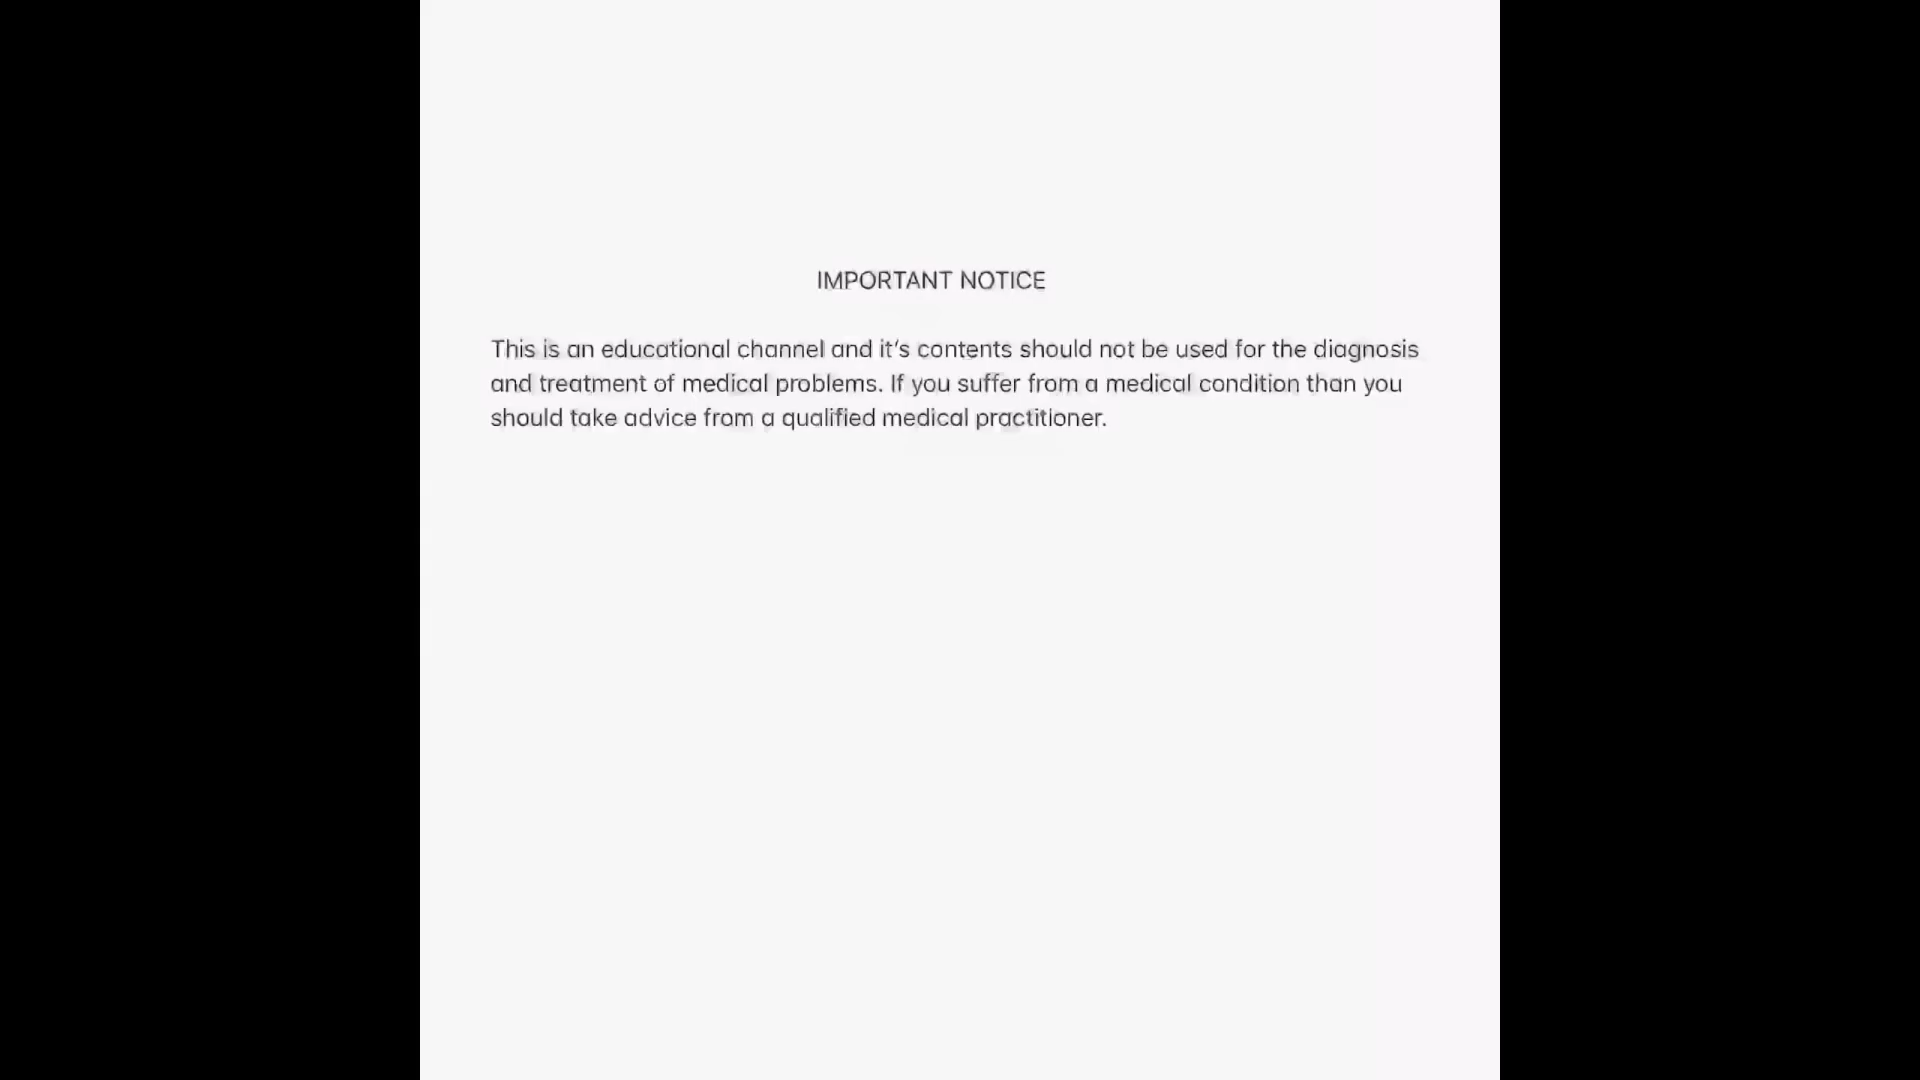 IMPORTANT NOTICE
This is an educational channel and it's contents should not be used for the diagnosis
and treatment of medical problems. If you suffer from a medical condition than you
should take advice from a qualified medical practitioner.